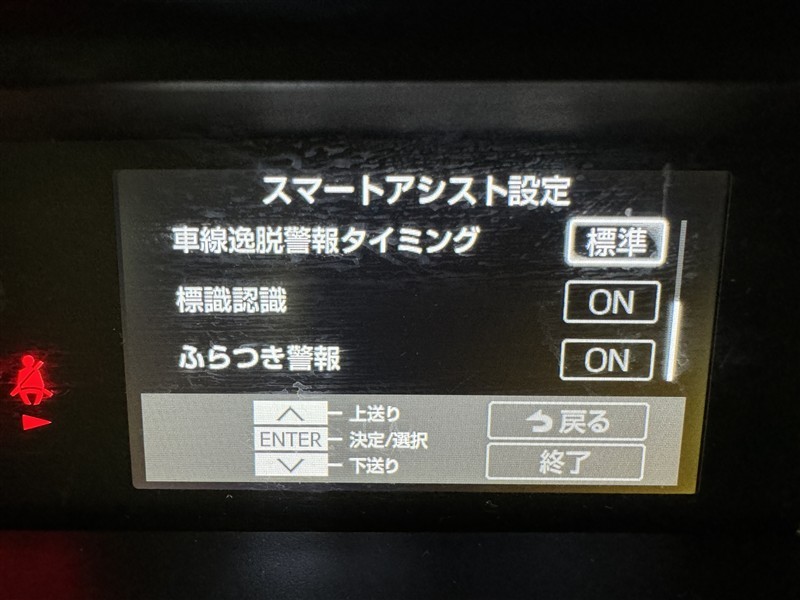 スマートアシスト設定
車線逸脱警報タイミング 標準
標識認識 ON
ふらつき警報 ON
上送り
ENTER 決定/選択
下送り
戻る
終了